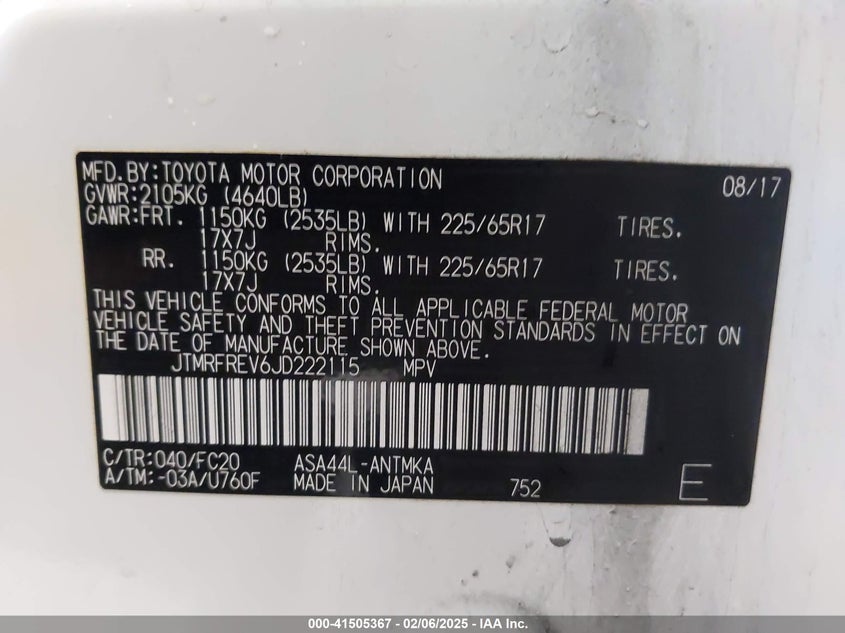 MFD.BY:TOYOTA MOTOR CORPORATION 08/17
GVWR:2105KG (4640LB)
GAWR:FRT. 1150KG (2535LB) WITH 225/65R17 TIRES.
17X7J RIMS.
RR. 1150KG (2535LB) WITH 225/65R17 TIRES.
17X7J RIMS.
THIS VEHICLE CONFORMS TO ALL APPLICABLE FEDERAL MOTOR
VEHICLE SAFETY AND THEFT PREVENTION STANDARDS IN EFFECT ON
THE DATE OF MANUFACTURE SHOWN ABOVE.
JTMRFREV6JD222115 MPV
C/TR:040/FC20 ASA44L-ANTMKA
A/TM:-03A/U760F MADE IN JAPAN 752 E
000-41505367 - 02/06/2025 - IAA Inc.